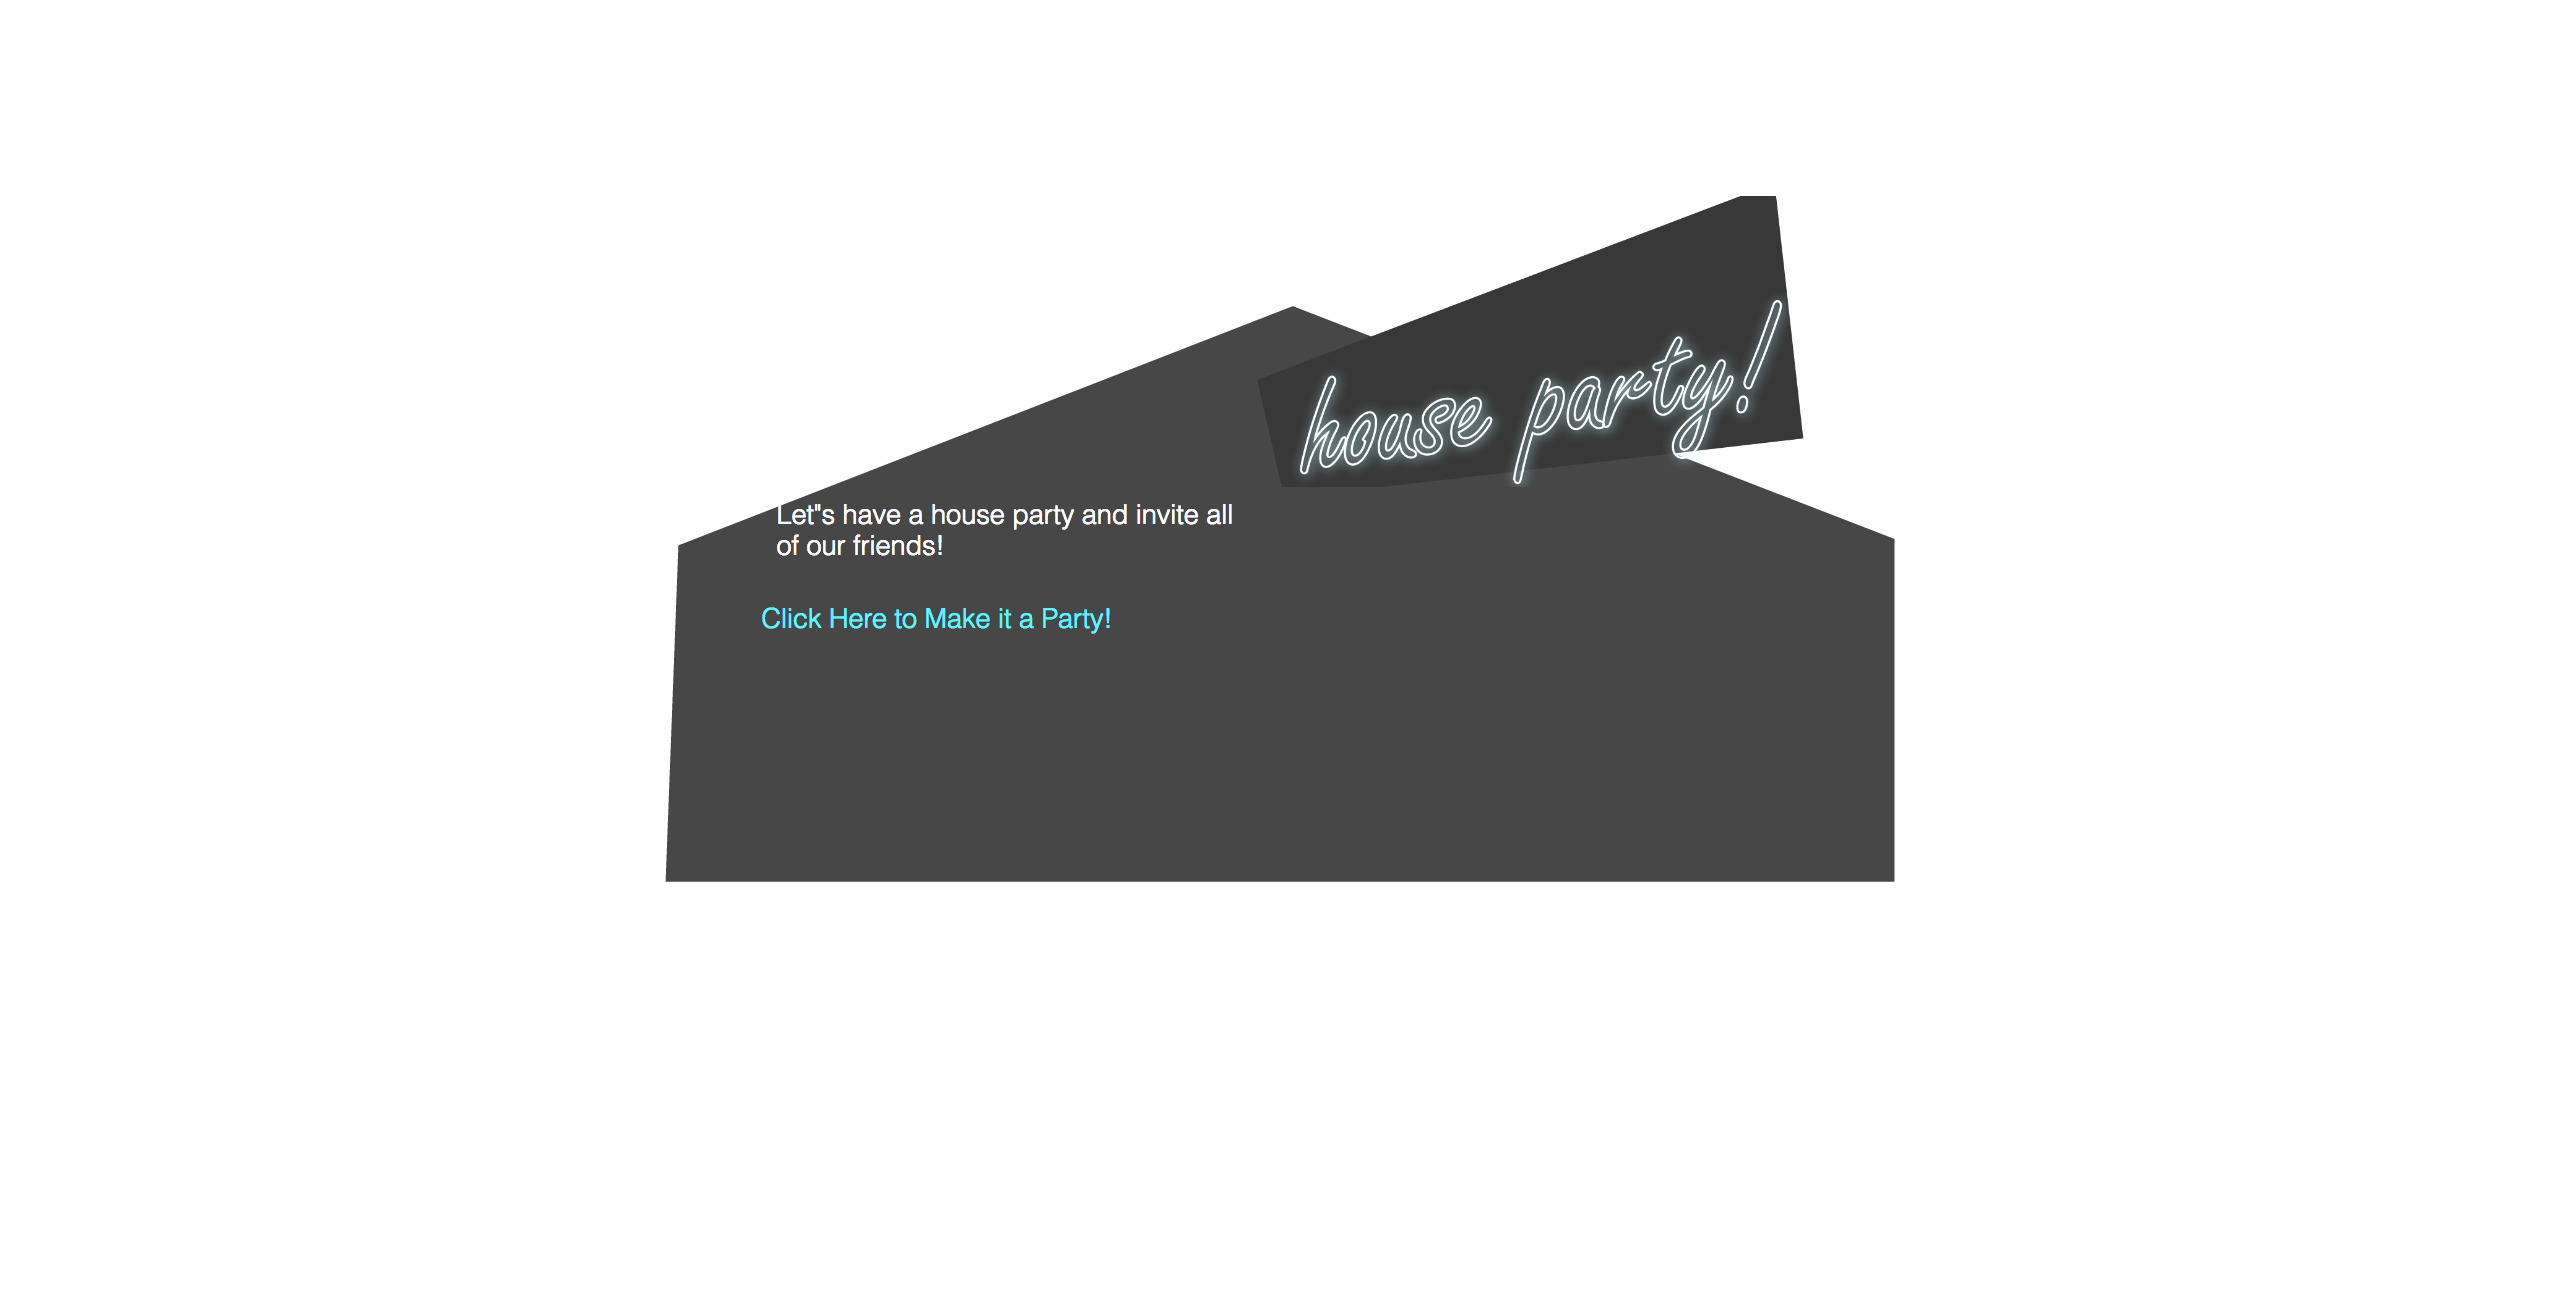 house party!
Let"s have a house party and invite all
of our friends!
Click Here to Make it a Party!